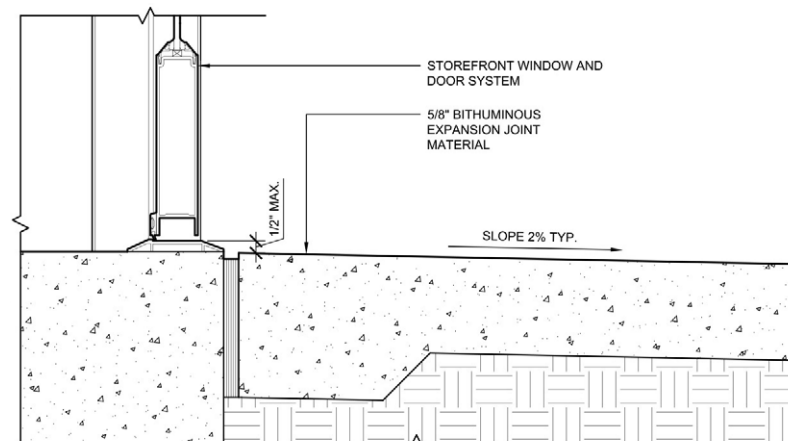 STOREFRONT WINDOW AND
DOOR SYSTEM
5/8" BITHUMINOUS
EXPANSION JOINT
MATERIAL
1/2" MAX.
SLOPE 2% TYP.